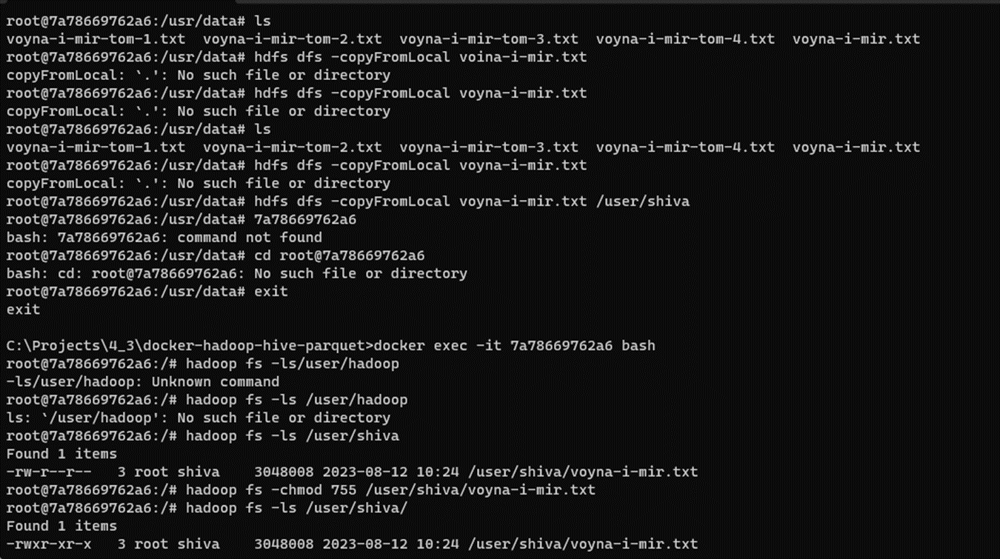 root@7a78669762a6:/usr/data# ls
voyna-i-mir-tom-1.txt  voyna-i-mir-tom-2.txt  voyna-i-mir-tom-3.txt  voyna-i-mir-tom-4.txt  voyna-i-mir.txt
root@7a78669762a6:/usr/data# hdfs dfs -copyFromLocal voina-i-mir.txt
copyFromLocal: `.': No such file or directory
root@7a78669762a6:/usr/data# hdfs dfs -copyFromLocal voyna-i-mir.txt
copyFromLocal: `.': No such file or directory
root@7a78669762a6:/usr/data# ls
voyna-i-mir-tom-1.txt  voyna-i-mir-tom-2.txt  voyna-i-mir-tom-3.txt  voyna-i-mir-tom-4.txt  voyna-i-mir.txt
root@7a78669762a6:/usr/data# hdfs dfs -copyFromLocal voyna-i-mir.txt
copyFromLocal: `.': No such file or directory
root@7a78669762a6:/usr/data# hdfs dfs -copyFromLocal voyna-i-mir.txt /user/shiva
root@7a78669762a6:/usr/data# 7a78669762a6
bash: 7a78669762a6: command not found
root@7a78669762a6:/usr/data# cd root@7a78669762a6
bash: cd: root@7a78669762a6: No such file or directory
root@7a78669762a6:/usr/data# exit
exit

C:\Projects\4_3\docker-hadoop-hive-parquet>docker exec -it 7a78669762a6 bash
root@7a78669762a6:/# hadoop fs -ls/user/hadoop
-ls/user/hadoop: Unknown command
root@7a78669762a6:/# hadoop fs -ls /user/hadoop
ls: `/user/hadoop': No such file or directory
root@7a78669762a6:/# hadoop fs -ls /user/shiva
Found 1 items
-rw-r--r--   3 root shiva    3048008 2023-08-12 10:24 /user/shiva/voyna-i-mir.txt
root@7a78669762a6:/# hadoop fs -chmod 755 /user/shiva/voyna-i-mir.txt
root@7a78669762a6:/# hadoop fs -ls /user/shiva/
Found 1 items
-rwxr-xr-x   3 root shiva    3048008 2023-08-12 10:24 /user/shiva/voyna-i-mir.txt